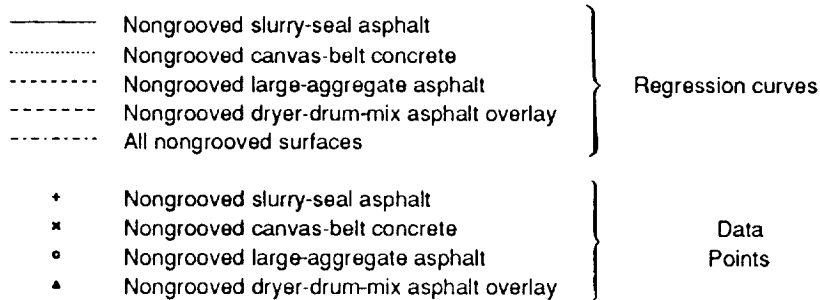 Nongrooved slurry-seal asphalt
Nongrooved canvas-belt concrete
Nongrooved large-aggregate asphalt
Nongrooved dryer-drum-mix asphalt overlay
All nongrooved surfaces
Regression curves
Nongrooved slurry-seal asphalt
Nongrooved canvas-belt concrete
Nongrooved large-aggregate asphalt
Nongrooved dryer-drum-mix asphalt overlay
Data
Points